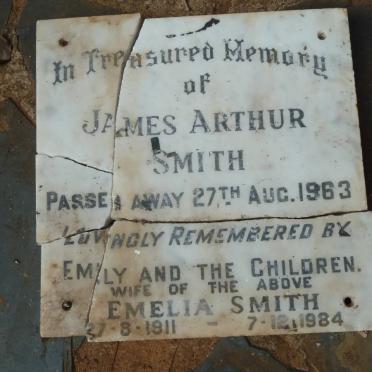 In Treasured Memory
of
JAMES ARTHUR
SMITH
PASSED AWAY 27TH AUG. 1963
LOVINGLY REMEMBERED BY
EMILY AND THE CHILDREN.
WIFE OF THE ABOVE
EMELIA SMITH
27-8-1911 - 7-12-1984